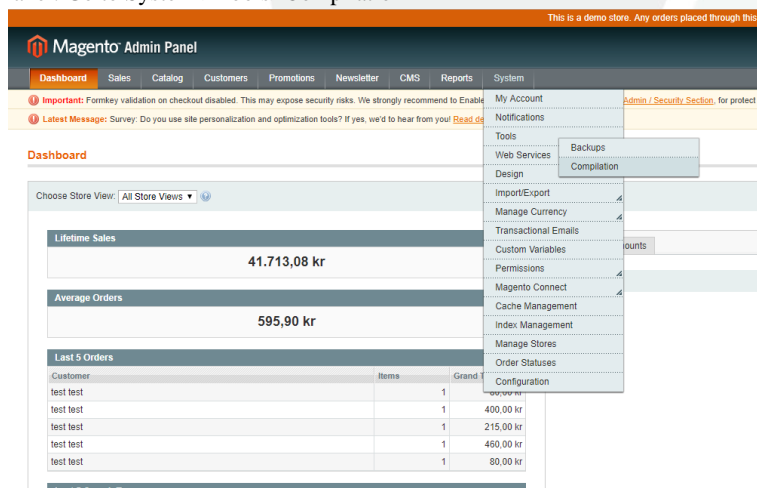 This is a demo store. Any orders placed through this
Magento Admin Panel
Dashboard Sales Catalog Customers Promotions Newsletter CMS Reports System
Important: Formkey validation on checkout disabled. This may expose security risks. We strongly recommend to Enable Admin / Security Section, for protect
Latest Message: Survey: Do you use site personalization and optimization tools? If yes, we'd to hear from you! Read de
My Account
Notifications
Tools
Web Services
Design
Import/Export
Manage Currency
Transactional Emails
Custom Variables
Permissions
Magento Connect
Cache Management
Index Management
Manage Stores
Order Statuses
Configuration
Backups
Compilation
Dashboard
Choose Store View: All Store Views
ounts
Lifetime Sales
41.713,08 kr
Average Orders
595,90 kr
Last 5 Orders
Customer Items Grand T
test test 1 80,00 kr
test test 1 400,00 kr
test test 1 215,00 kr
test test 1 460,00 kr
test test 1 80,00 kr